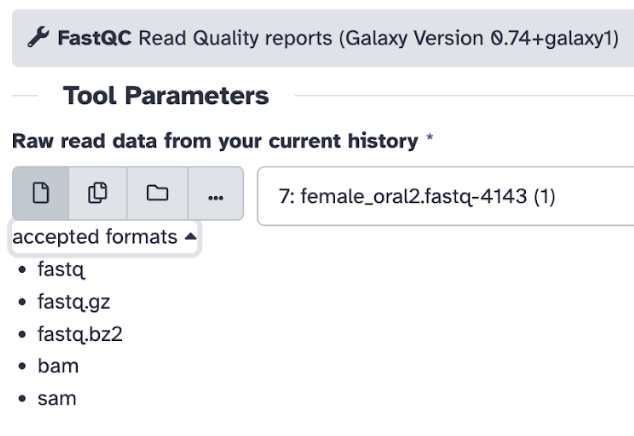 FastQC Read Quality reports (Galaxy Version 0.74+galaxy1)
Tool Parameters
Raw read data from your current history *
... 7: female_oral2.fastq-4143 (1)
accepted formats
fastq
fastq.gz
fastq.bz2
bam
sam